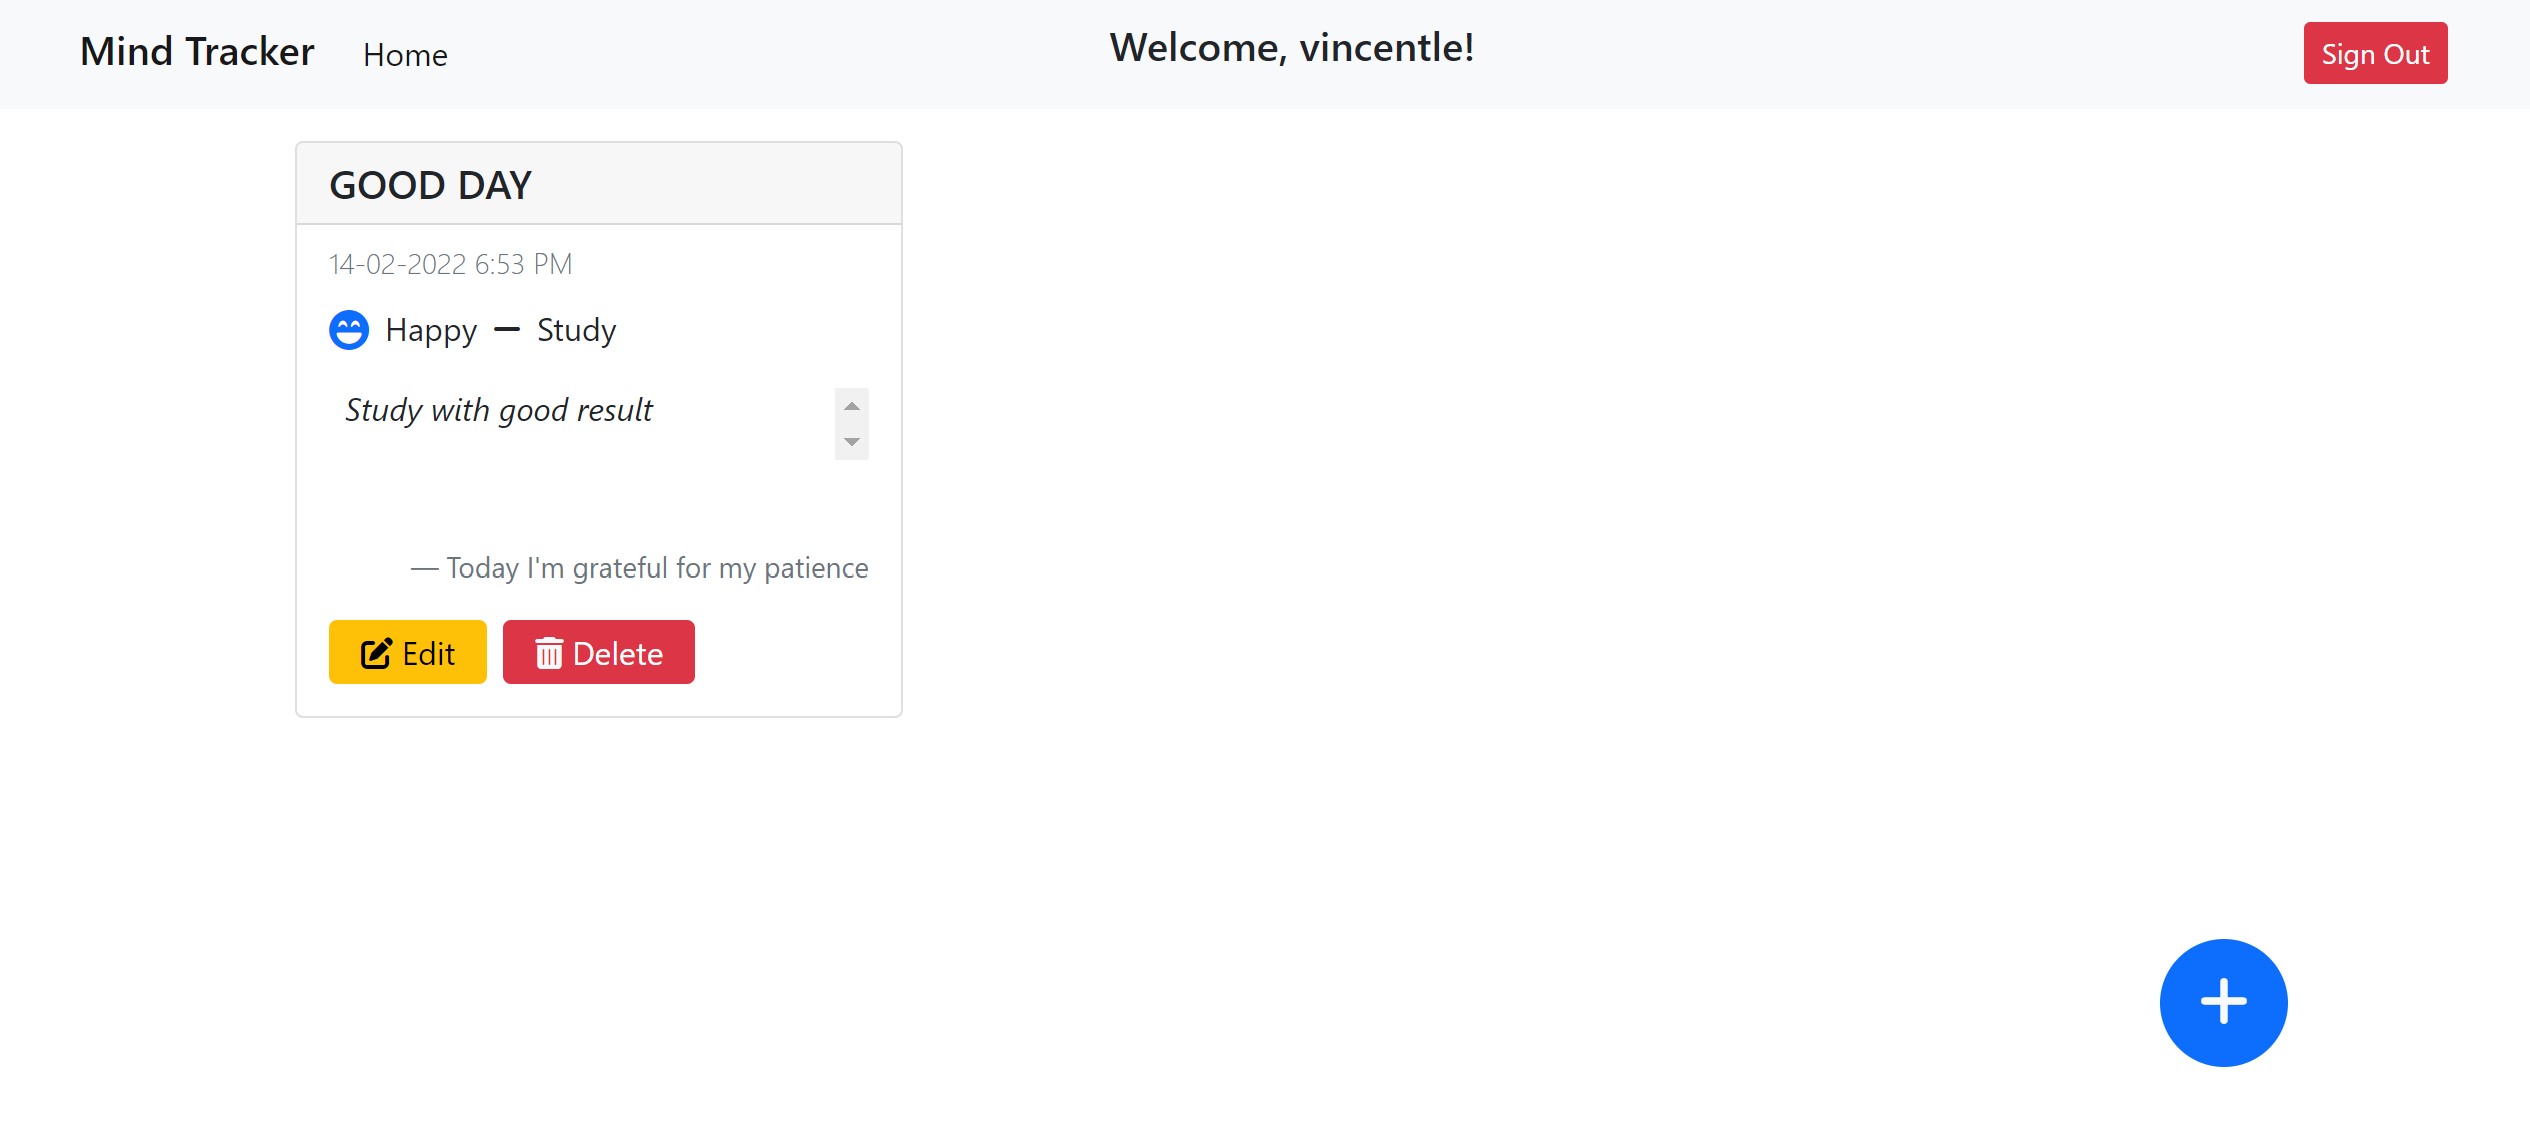 Mind Tracker Home Welcome, vincentle! Sign Out
GOOD DAY
14-02-2022 6:53 PM
Happy — Study
Study with good result
— Today I'm grateful for my patience
Edit Delete